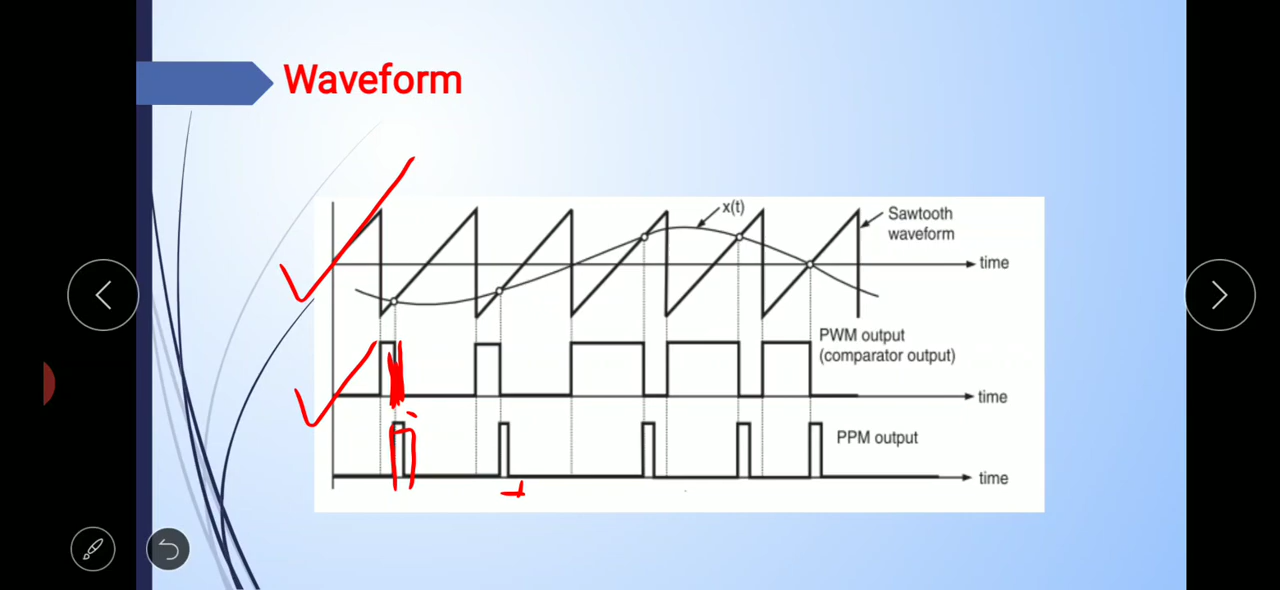 Waveform
x(t)
Sawtooth
waveform
time
PWM output
(comparator output)
time
PPM output
time